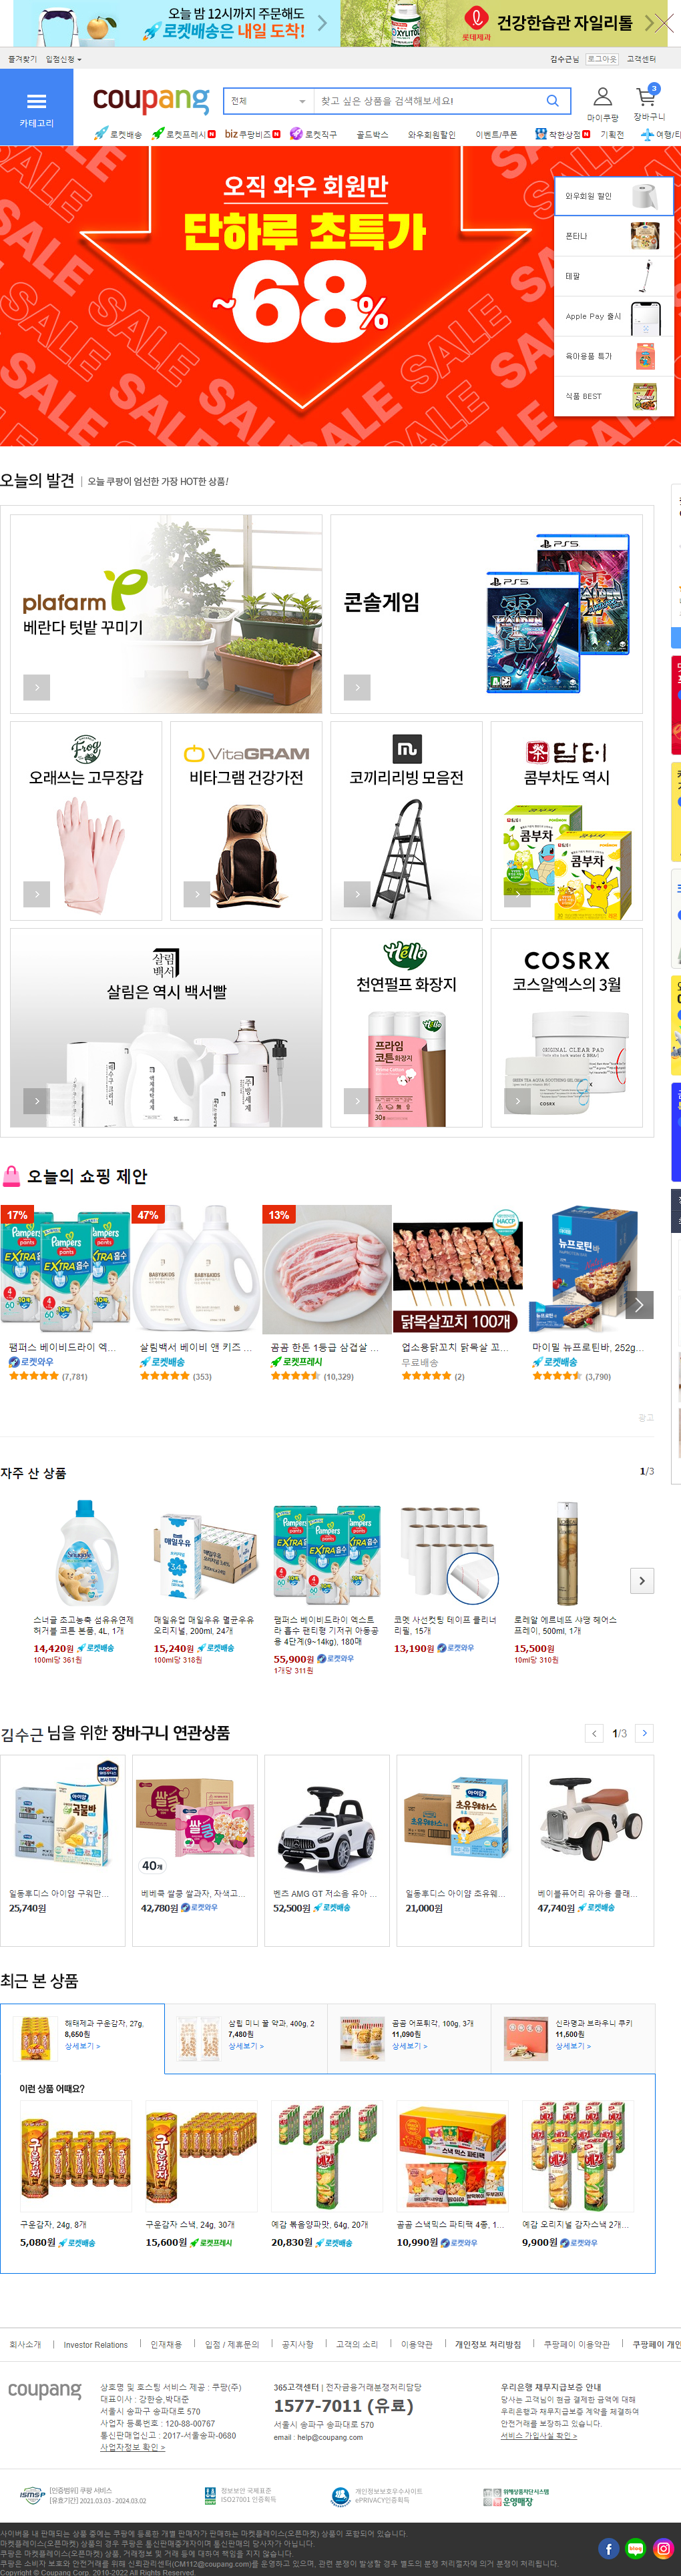 오늘 밤 12시까지 주문해도
로켓배송은 내일 도착!
XYLITOL
롯데제과
건강한습관 자일리톨
즐겨찾기 입점신청
김수근님 로그아웃 고객센터
카테고리
coupang
전체
찾고 싶은 상품을 검색해보세요!
마이쿠팡
3
장바구니
로켓배송
로켓프레시
biz 쿠팡비즈
로켓직구
골드박스
와우회원할인
이벤트/쿠폰
착한상점
기획전
오직 와우 회원만
단하루 초특가
~68%
SALE
와우회원 할인
폰타나
테팔
Apple Pay 출시
육아용품 특가
식품 BEST
오늘의 발견 | 오늘 쿠팡이 엄선한 가장 HOT한 상품!
plafarm
베란다 텃밭 꾸미기
콘솔게임
PS5
PS5
Frog
오래쓰는 고무장갑
VitaGRAM
비타그램 건강가전
코끼리리빙 모음전
담터
콤부차도 역시
콤부차
콤부차
살림백서
살림은 역시 백서빨
Hello
천연펄프 화장지
프라임
코튼화장지
COSRX
코스알엑스의 3월
ORIGINAL CLEAR PAD
COSRX
오늘의 쇼핑 제안
17%
47%
13%
팸퍼스 베이비드라이 엑...
로켓와우
(7,781)
살림백서 베이비 앤 키즈 ...
로켓배송
(353)
곰곰 한돈 1등급 삼겹살 ...
로켓프레시
(10,329)
HACCP
닭목살꼬치 100개
업소용닭꼬치 닭목살 꼬...
무료배송
(2)
뉴프로틴바
마이밀 뉴프로틴바, 252g...
로켓배송
(3,790)
광고
자주 산 상품
1/3
스너글 초고농축 섬유유연제
허거블 코튼 본품, 4L, 1개
14,420원 로켓배송
100ml당 361원
매일유업 매일우유 멸균우유
오리지널, 200ml, 24개
15,240원 로켓배송
100ml당 318원
팸퍼스 베이비드라이 엑스트
라 흡수 팬티형 기저귀 아동공
용 4단계(9~14kg), 180매
55,900원 로켓와우
1개당 311원
코멧 사선컷팅 테이프 클리너
리필, 15개
13,190원 로켓와우
로레알 에르네뜨 샤땡 헤어스
프레이, 500ml, 1개
15,500원
10ml당 310원
김수근 님을 위한 장바구니 연관상품
1/3
일동후디스 아이얌 구워만...
25,740원
40개
베베쿡 쌀쿵 쌀과자, 자색고...
42,780원 로켓와우
벤츠 AMG GT 저소음 유아 ...
52,500원 로켓배송
일동후디스 아이얌 초유웨...
21,000원
베이블퓨어리 유아용 클래...
47,740원 로켓배송
최근 본 상품
해태제과 구운감자, 27g,
8,650원
상세보기 >
삼립 미니 꿀 약과, 400g, 2
7,480원
상세보기 >
곰곰 어포튀각, 100g, 3개
11,090원
상세보기 >
신라명과 브라우니 쿠키
11,500원
상세보기 >
이런 상품 어때요?
구운감자, 24g, 8개
5,080원 로켓배송
구운감자 스낵, 24g, 30개
15,600원 로켓프레시
예감 볶음양파맛, 64g, 20개
20,830원 로켓배송
곰곰 스낵믹스 파티팩 4종, 1...
10,990원 로켓와우
예감 오리지널 감자스낵 2개...
9,900원 로켓와우
회사소개 | Investor Relations | 인재채용 | 입점 / 제휴문의 | 공지사항 | 고객의 소리 | 이용약관 | 개인정보 처리방침 | 쿠팡페이 이용약관 | 쿠팡페이 개인
coupang
상호명 및 호스팅 서비스 제공 : 쿠팡(주)
대표이사 : 강한승,박대준
서울시 송파구 송파대로 570
사업자 등록번호 : 120-88-00767
통신판매업신고 : 2017-서울송파-0680
사업자정보 확인 >
365고객센터 | 전자금융거래분쟁처리담당
1577-7011 (유료)
서울시 송파구 송파대로 570
email : help@coupang.com
우리은행 채무지급보증 안내
당사는 고객님이 현금 결제한 금액에 대해
우리은행과 채무지급보증 계약을 체결하여
안전거래를 보장하고 있습니다.
서비스 가입사실 확인 >
ISMS-P
[인증범위] 쿠팡 서비스
[유효기간] 2021.03.03 - 2024.03.02
정보보안 국제표준
ISO27001 인증획득
개인정보보호우수사이트
ePRIVACY인증획득
위해상품차단시스템
운영매장
사이버몰 내 판매되는 상품 중에는 쿠팡에 등록한 개별 판매자가 판매하는 마켓플레이스(오픈마켓) 상품이 포함되어 있습니다.
마켓플레이스(오픈마켓) 상품의 경우 쿠팡은 통신판매중개자이며 통신판매의 당사자가 아닙니다.
쿠팡은 마켓플레이스(오픈마켓) 상품, 거래정보 및 거래 등에 대하여 책임을 지지 않습니다.
쿠팡은 소비자 보호와 안전거래를 위해 신뢰관리센터(CM112@coupang.com)를 운영하고 있으며, 관련 분쟁이 발생할 경우 별도의 분쟁 처리절차에 의거 분쟁이 처리됩니다.
Copyright © Coupang Corp. 2010-2022 All Rights Reserved.